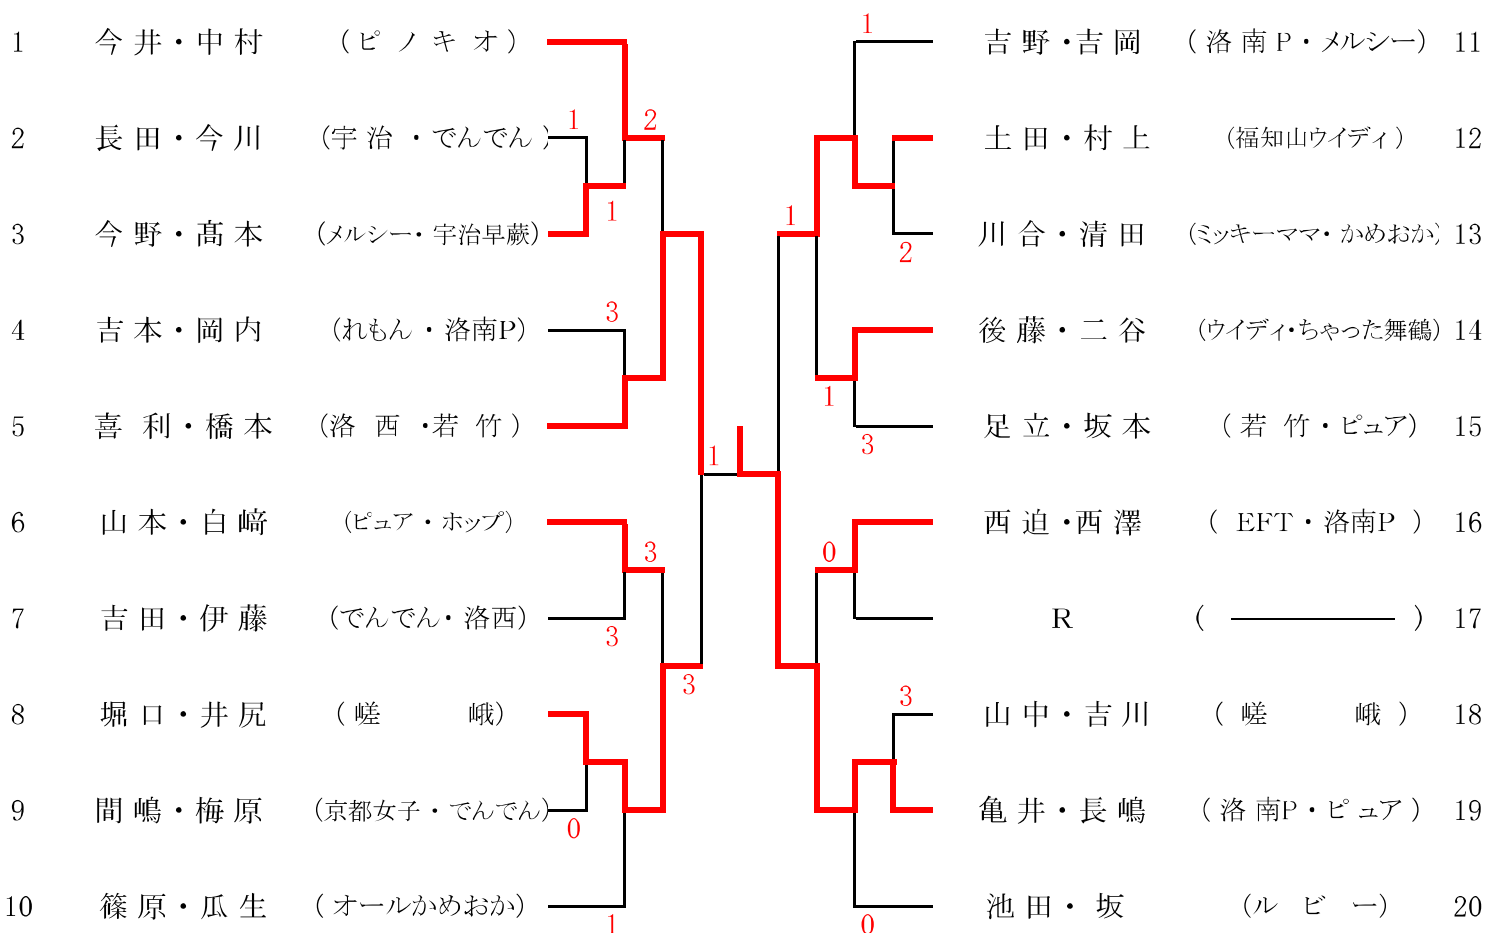 1 今井・中村 (ピノキオ) 1 吉野・吉岡 (洛南P・メルシー) 11
2 長田・今川 (宇治・でんでん) 1 2 土田・村上 (福知山ウイディ) 12
3 今野・髙本 (メルシー・宇治早蕨) 1 1 川合・清田 (ミッキーママ・かめおか) 13
2
4 吉本・岡内 (れもん・洛南P) 3 後藤・二谷 (ウイディ・ちゃった舞鶴) 14
1
5 喜利・橋本 (洛西・若竹) 足立・坂本 (若竹・ピュア) 15
1 3
6 山本・白﨑 (ピュア・ホップ) 西迫・西澤 (EFT・洛南P) 16
3 0
7 吉田・伊藤 (でんでん・洛西) R ( ) 17
3
3
8 堀口・井尻 (嵯峨) 3 山中・吉川 (嵯峨) 18
9 間嶋・梅原 (京都女子・でんでん) 亀井・長嶋 (洛南P・ピュア) 19
0
10 篠原・瓜生 (オールかめおか) 池田・坂 (ルビー) 20
1 0